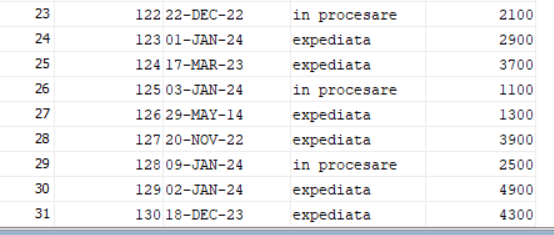 23 122 22-DEC-22 in procesare 2100
24 123 01-JAN-24 expediata 2900
25 124 17-MAR-23 expediata 3700
26 125 03-JAN-24 in procesare 1100
27 126 29-MAY-14 expediata 1300
28 127 20-NOV-22 expediata 3900
29 128 09-JAN-24 in procesare 2500
30 129 02-JAN-24 expediata 4900
31 130 18-DEC-23 expediata 4300